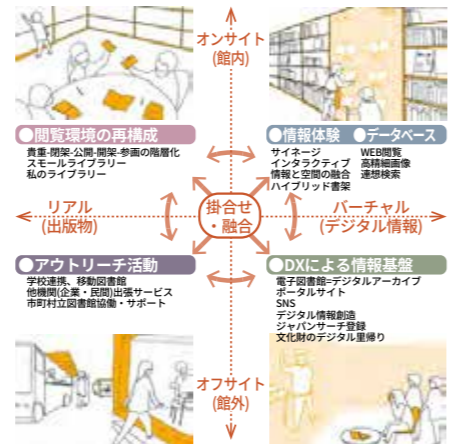 オンサイト
(館内)
●閲覧環境の再構成
貴重-閉架-公開-開架-参画の階層化
スモールライブラリー
私のライブラリー
●情報体験 ●データベース
サイネージ
インタラクティブ
情報と空間の融合
ハイブリッド書架
WEB閲覧
高精細画像
連想検索
リアル
(出版物)
掛合せ
・融合
バーチャル
(デジタル情報)
●アウトリーチ活動
学校連携、移動図書館
他機関(企業・民間)出張サービス
市町村立図書館協働・サポート
●DXによる情報基盤
電子図書館=デジタルアーカイブ
ポータルサイト
SNS
デジタル情報創造
ジャパンサーチ登録
文化財のデジタル里帰り
オフサイト
(館外)